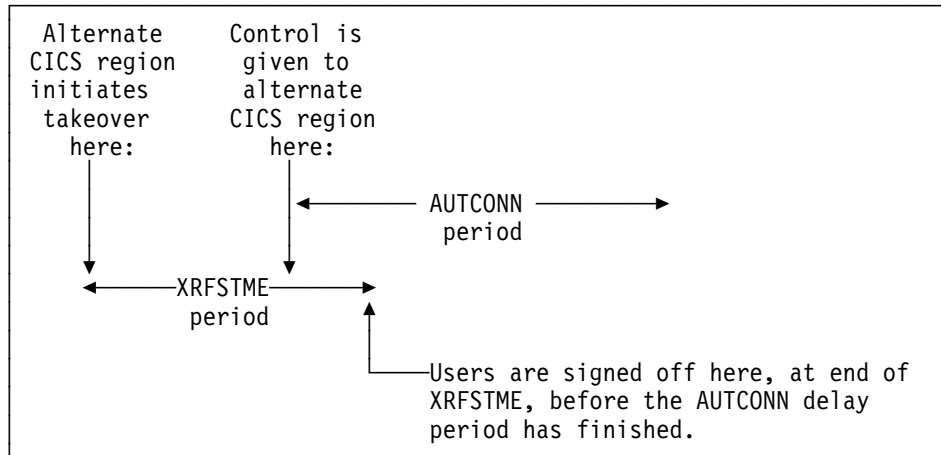 Alternate
CICS region
initiates
takeover
here:
Control is
given to
alternate
CICS region
here:
AUTCONN
period
XRFSTME
period
Users are signed off here, at end of
XRFSTME, before the AUTCONN delay
period has finished.